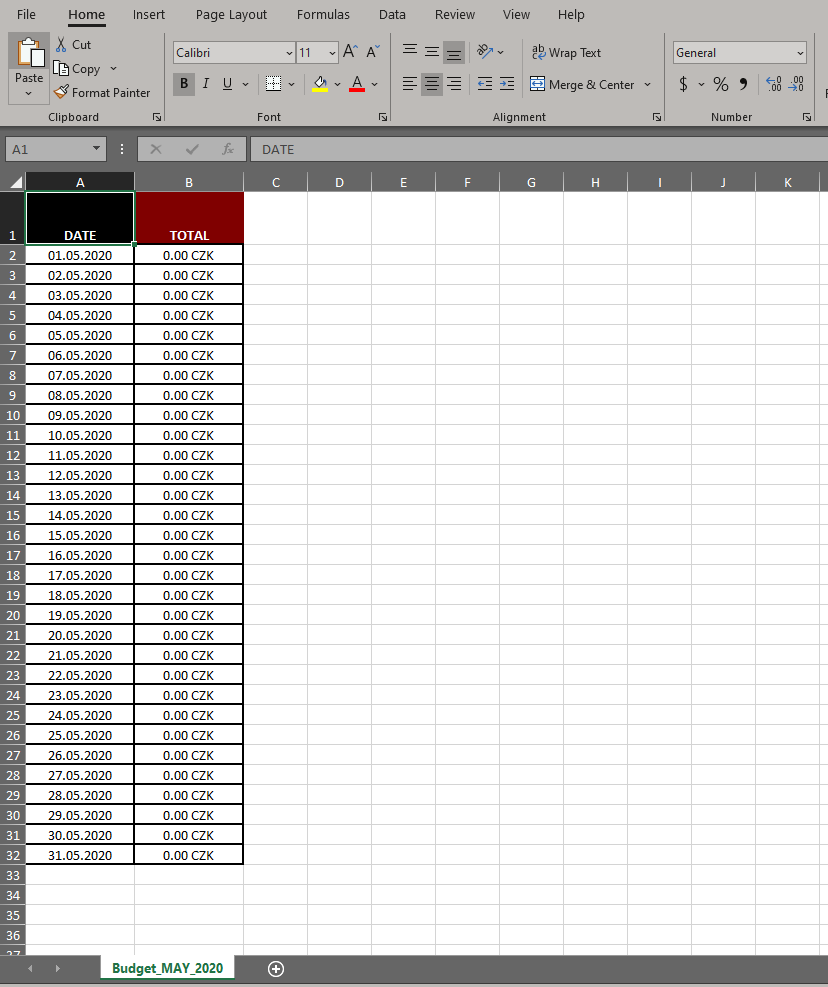 File Home Insert Page Layout Formulas Data Review View Help
Paste Cut
Copy
Format Painter
Clipboard
Calibri 11 A A
B I U A
Font
ab Wrap Text
Merge & Center
Alignment
General
$ % , .00 .00
Number
A1 fx DATE
A B C D E F G H I J K
1 DATE TOTAL
2 01.05.2020 0.00 CZK
3 02.05.2020 0.00 CZK
4 03.05.2020 0.00 CZK
5 04.05.2020 0.00 CZK
6 05.05.2020 0.00 CZK
7 06.05.2020 0.00 CZK
8 07.05.2020 0.00 CZK
9 08.05.2020 0.00 CZK
10 09.05.2020 0.00 CZK
11 10.05.2020 0.00 CZK
12 11.05.2020 0.00 CZK
13 12.05.2020 0.00 CZK
14 13.05.2020 0.00 CZK
15 14.05.2020 0.00 CZK
16 15.05.2020 0.00 CZK
17 16.05.2020 0.00 CZK
18 17.05.2020 0.00 CZK
19 18.05.2020 0.00 CZK
20 19.05.2020 0.00 CZK
21 20.05.2020 0.00 CZK
22 21.05.2020 0.00 CZK
23 22.05.2020 0.00 CZK
24 23.05.2020 0.00 CZK
25 24.05.2020 0.00 CZK
26 25.05.2020 0.00 CZK
27 26.05.2020 0.00 CZK
28 27.05.2020 0.00 CZK
29 28.05.2020 0.00 CZK
30 29.05.2020 0.00 CZK
31 30.05.2020 0.00 CZK
32 31.05.2020 0.00 CZK
33
34
35
36
37
Budget_MAY_2020